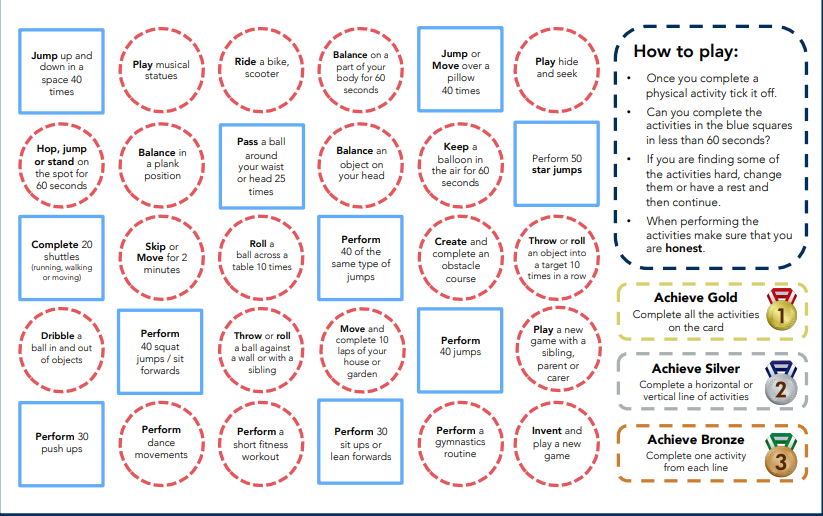 Jump up and
down in a
space 40
times
Play musical
statues
Ride a bike,
scooter
Balance on a
part of your
body for 60
seconds
Jump or
Move over a
pillow
40 times
Play hide
and seek
Hop, jump
or stand on
the spot for
60 seconds
Balance in
a plank
position
Pass a ball
around
your waist
or head 25
times
Balance an
object on
your head
Keep a
balloon in
the air for 60
seconds
Perform 50
star jumps
Complete 20
shuttles
(running, walking
or moving)
Skip or
Move for 2
minutes
Roll a
ball across a
table 10 times
Perform
40 of the
same type of
jumps
Create and
complete an
obstacle
course
Throw or roll
an object into
a target 10
times in a row
Dribble a
ball in and out
of objects
Perform
40 squat
jumps / sit
forwards
Throw or roll
a ball against
a wall or with a
sibling
Move and
complete 10
laps of your
house or
garden
Perform
40 jumps
Play a new
game with a
sibling,
parent or
carer
Perform 30
push ups
Perform
dance
movements
Perform a
short fitness
workout
Perform 30
sit ups or
lean forwards
Perform a
gymnastics
routine
Invent and
play a new
game
How to play:
• Once you complete a
physical activity tick it off.
• Can you complete the
activities in the blue squares
in less than 60 seconds?
• If you are finding some of
the activities hard, change
them or have a rest and
then continue.
• When performing the
activities make sure that you
are honest.
Achieve Gold
Complete all the activities
on the card
1
Achieve Silver
Complete a horizontal or
vertical line of activities
2
Achieve Bronze
Complete one activity
from each line
3